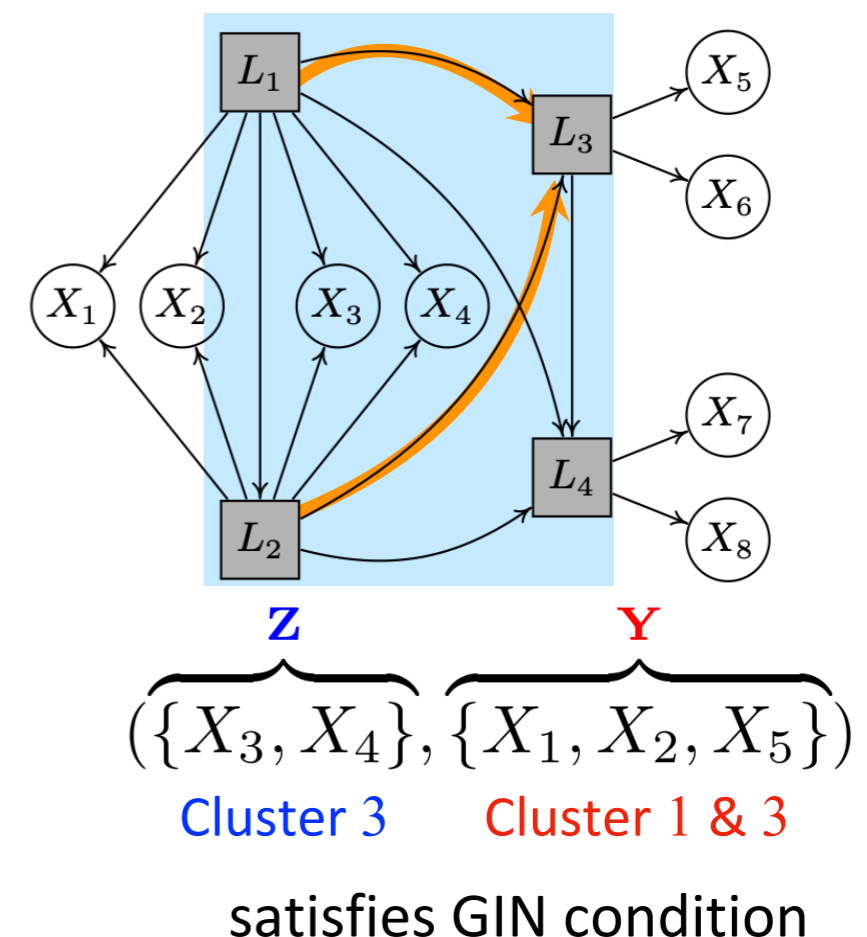 L₁
X₅
L₃
X₆
X₁ X₂ X₃ X₄
X₇
L₄
L₂
X₈
Z Y
({X₃, X₄}, {X₁, X₂, X₅})
Cluster 3 Cluster 1 & 3
satisfies GIN condition